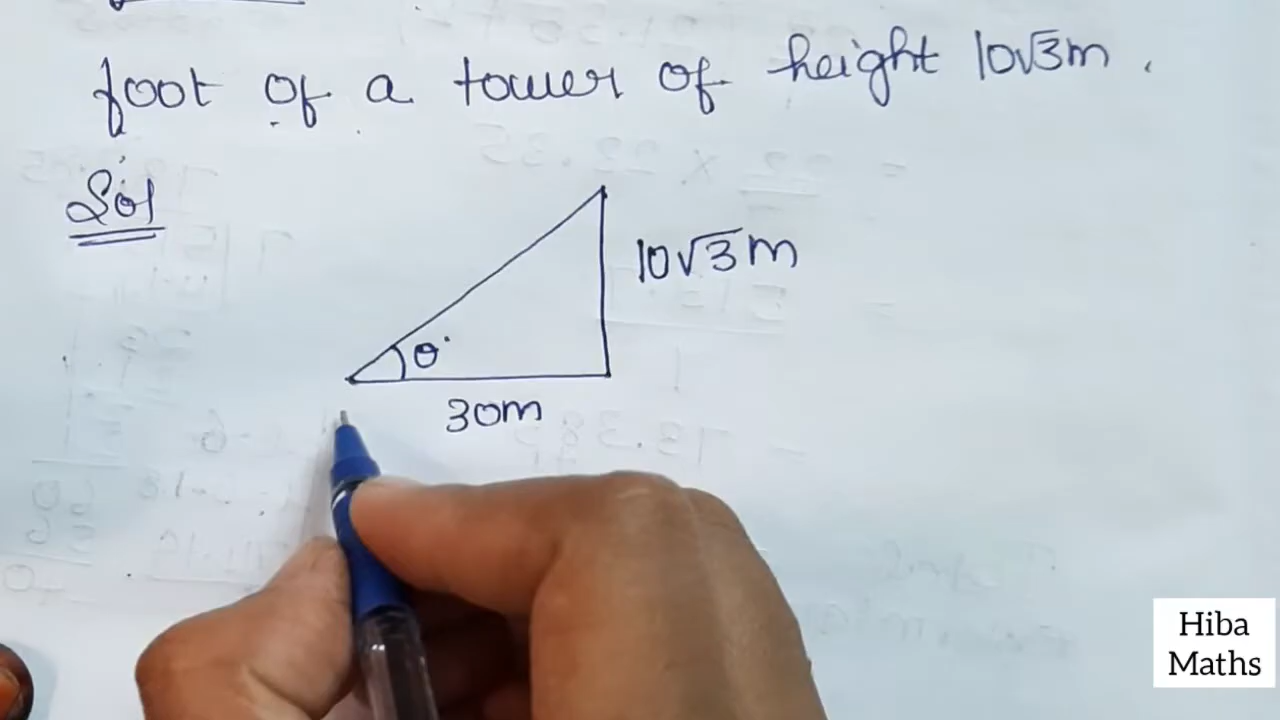 foot of a tower of height 10√3m.
Sol
10√3m
θ°
30m
Hiba
Maths